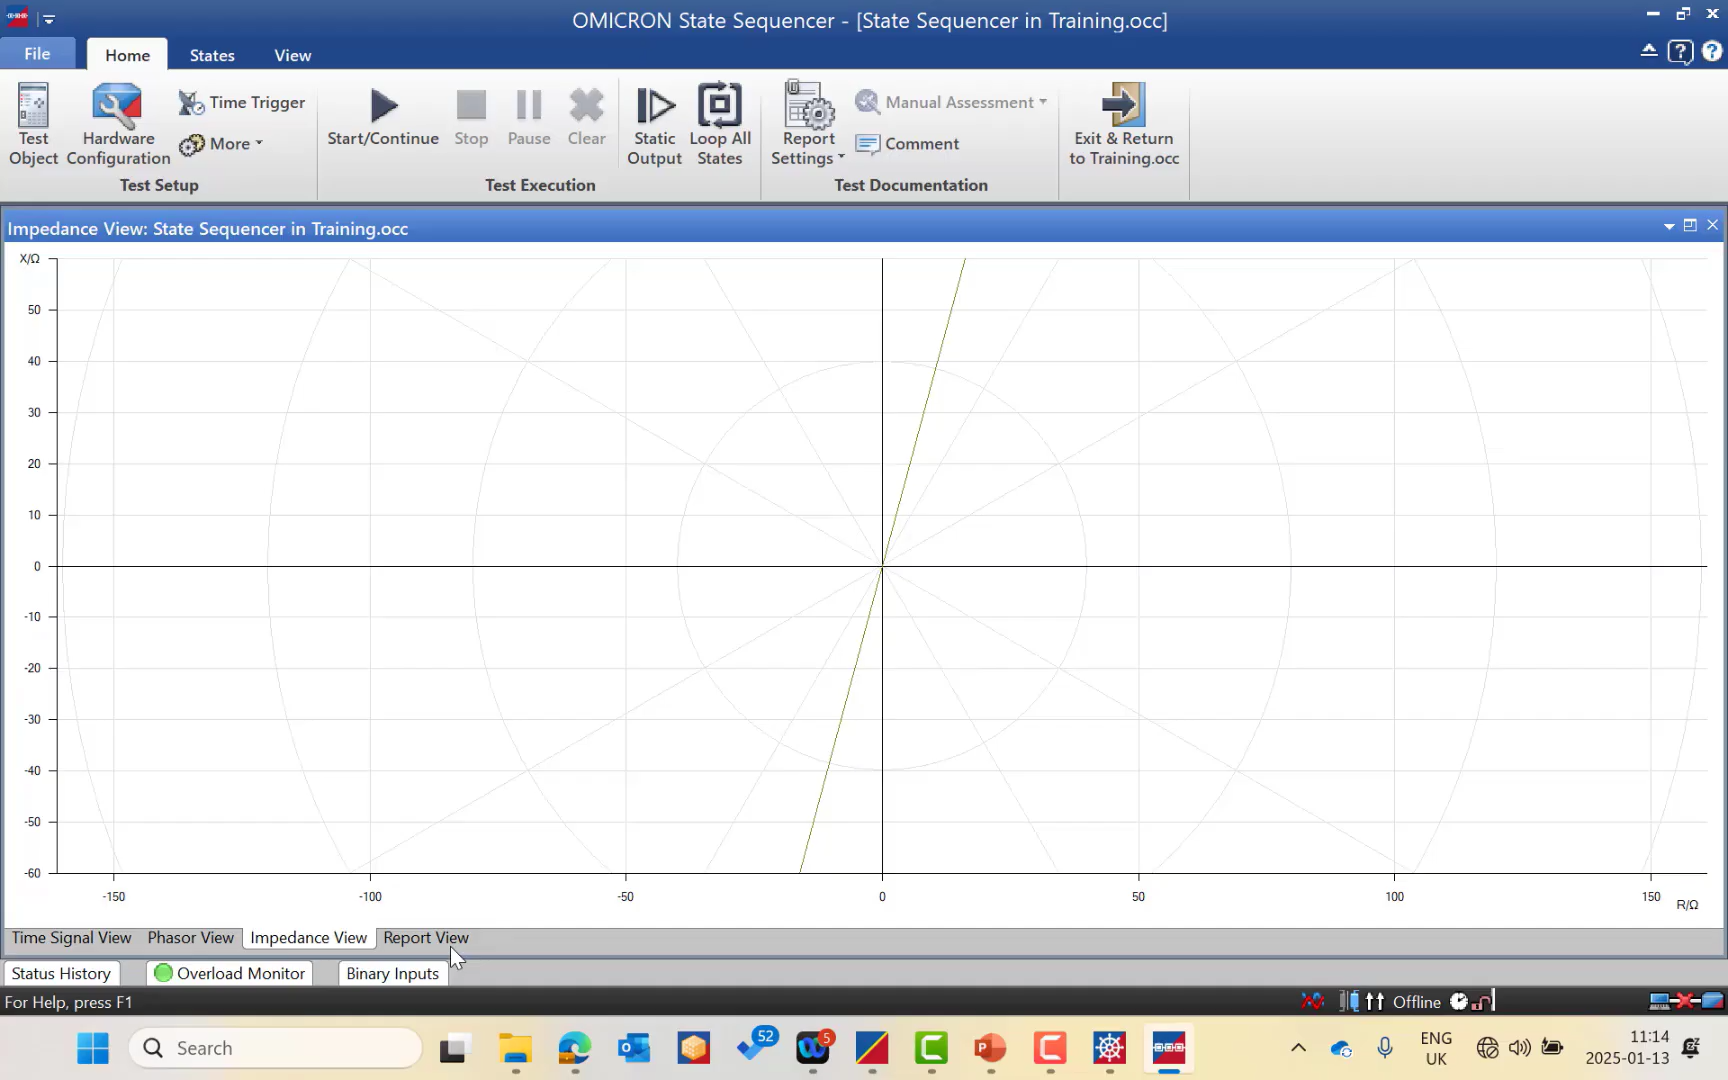 OMICRON State Sequencer - [State Sequencer in Training.occ]
File
Home
States
View
Test
Object
Hardware
Configuration
Time Trigger
More
Test Setup
Start/Continue
Stop
Pause
Clear
Static
Output
Loop All
States
Test Execution
Report
Settings
Manual Assessment
Comment
Test Documentation
Exit & Return
to Training.occ
Impedance View: State Sequencer in Training.occ
X/Ω
50
40
30
20
10
0
-10
-20
-30
-40
-50
-60
-150
-100
-50
0
50
100
150
R/Ω
Time Signal View
Phasor View
Impedance View
Report View
Status History
Overload Monitor
Binary Inputs
For Help, press F1
Offline
Search
52
5
ENG
UK
11:14
2025-01-13